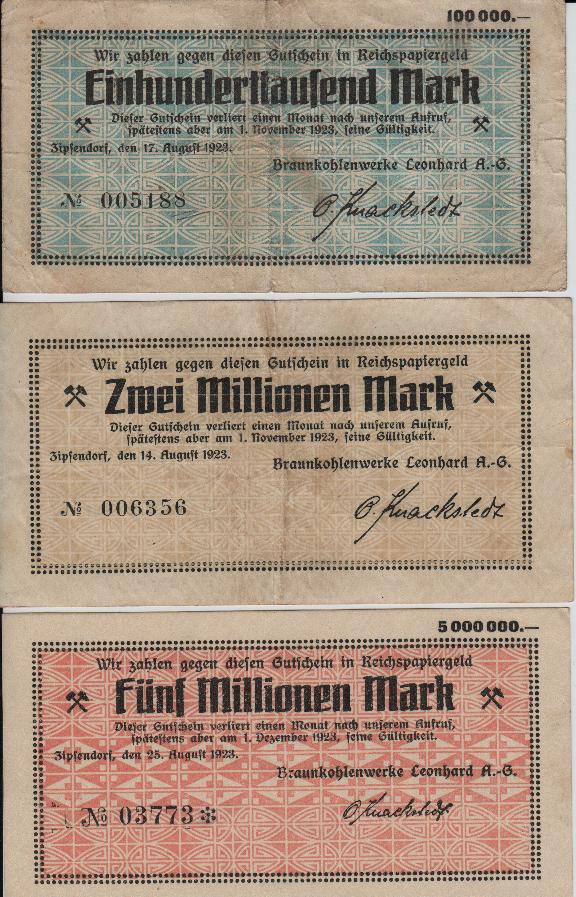 100 000.—
Wir zahlen gegen diesen Gutschein in Reichspapiergeld
Einhunderttausend Mark
Dieser Gutschein verliert einen Monat nach unserem Aufruf,
spätestens aber am 1. November 1923, seine Gültigkeit.
Zipsendorf, den 17. August 1923.
Braunkohlenwerke Leonhard A.-G.
№ 005188
O. Knackstedt
Wir zahlen gegen diesen Gutschein in Reichspapiergeld
Zwei Millionen Mark
Dieser Gutschein verliert einen Monat nach unserem Aufruf,
spätestens aber am 1. November 1923, seine Gültigkeit.
Zipsendorf, den 14. August 1923.
Braunkohlenwerke Leonhard A.-G.
№ 006356
O. Knackstedt
5 000 000.—
Wir zahlen gegen diesen Gutschein in Reichspapiergeld
Fünf Millionen Mark
Dieser Gutschein verliert einen Monat nach unserem Aufruf,
spätestens aber am 1. Dezember 1923, seine Gültigkeit.
Zipsendorf, den 25. August 1923.
Braunkohlenwerke Leonhard A.-G.
№ 03773 *
O. Knackstedt